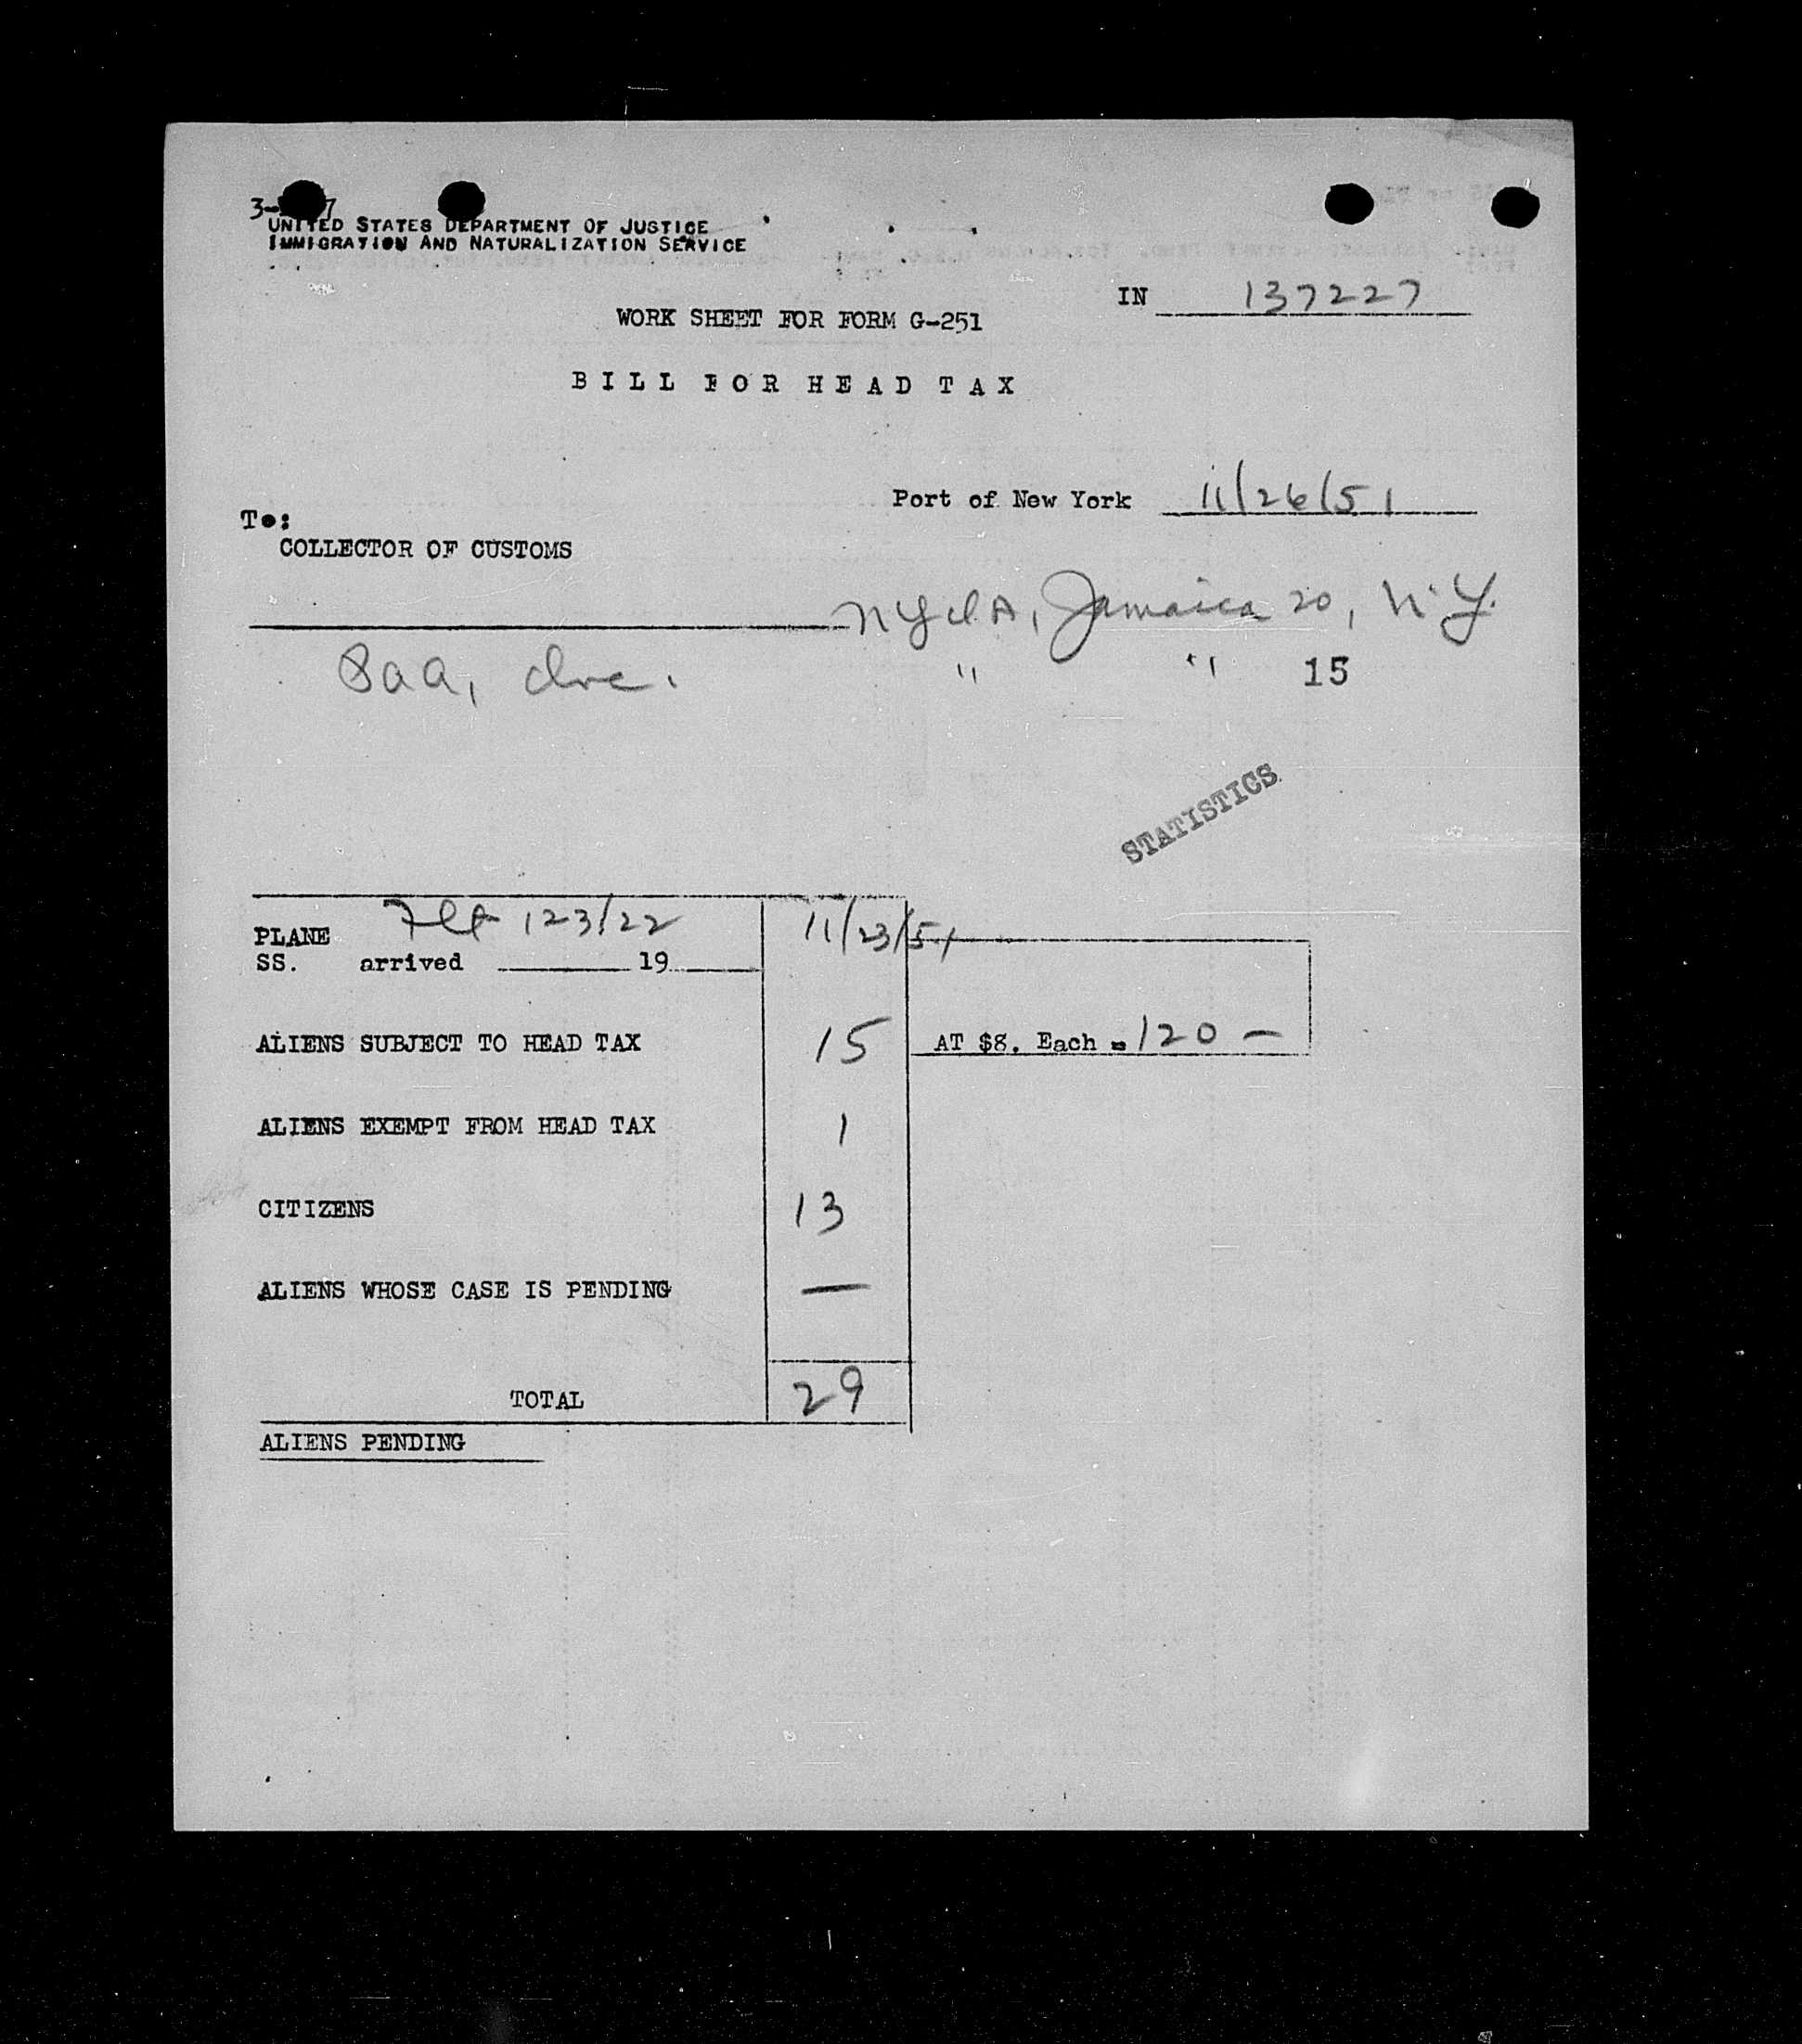 UNITED STATES DEPARTMENT OF JUSTICE
IMMIGRATION AND NATURALIZATION SERVICE
IN 137227
WORK SHEET FOR FORM G-251
BILL FOR HEAD TAX
Port of New York 11/26/51
To:
COLLECTOR OF CUSTOMS
NYIA, Jamaica 20, N.Y.
PAA, Inc. " " 15
STATISTICS
PLANE Flt 123/22 11/23/51
SS. arrived 19
ALIENS SUBJECT TO HEAD TAX 15 AT $8. Each = 120 —
ALIENS EXEMPT FROM HEAD TAX 1
CITIZENS 13
ALIENS WHOSE CASE IS PENDING —
TOTAL 29
ALIENS PENDING